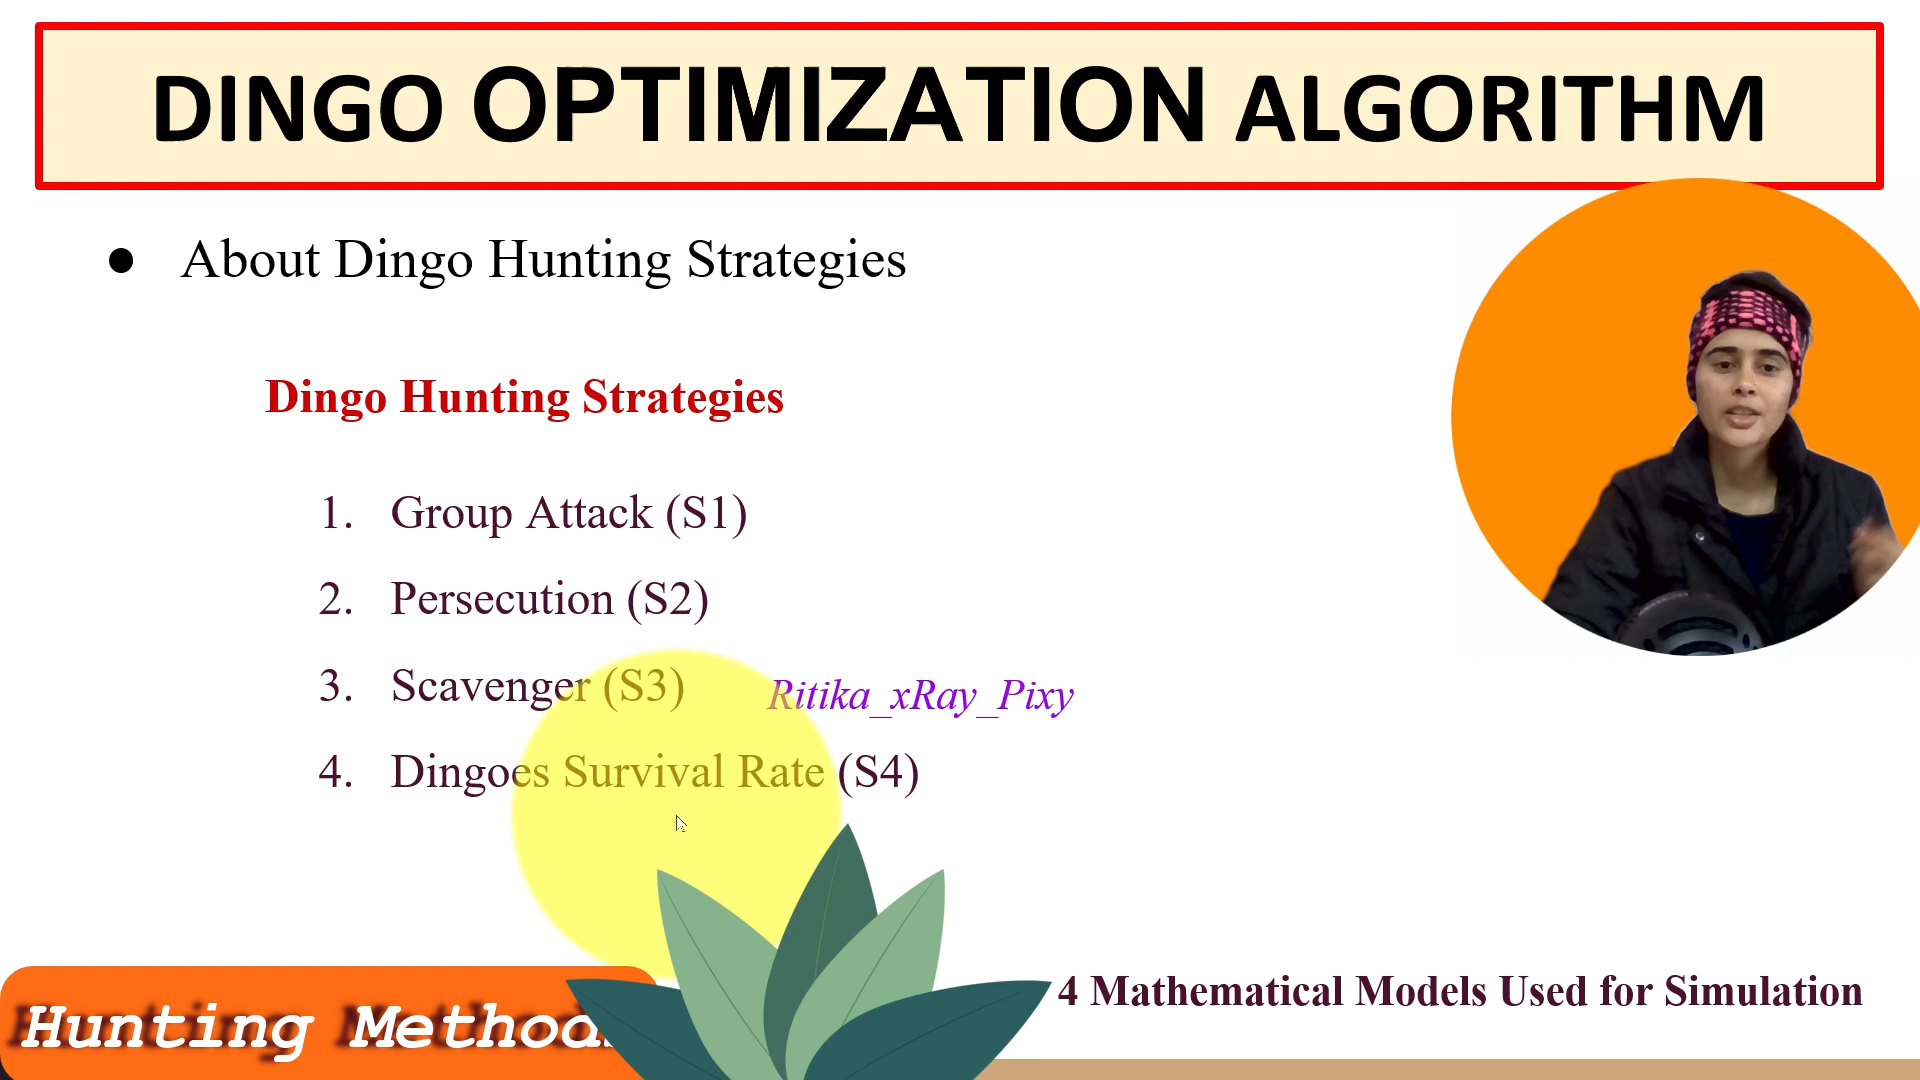 DINGO OPTIMIZATION ALGORITHM
● About Dingo Hunting Strategies
Dingo Hunting Strategies
1. Group Attack (S1)
2. Persecution (S2)
3. Scavenger (S3)
Ritika_xRay_Pixy
4. Dingoes Survival Rate (S4)
4 Mathematical Models Used for Simulation
Hunting